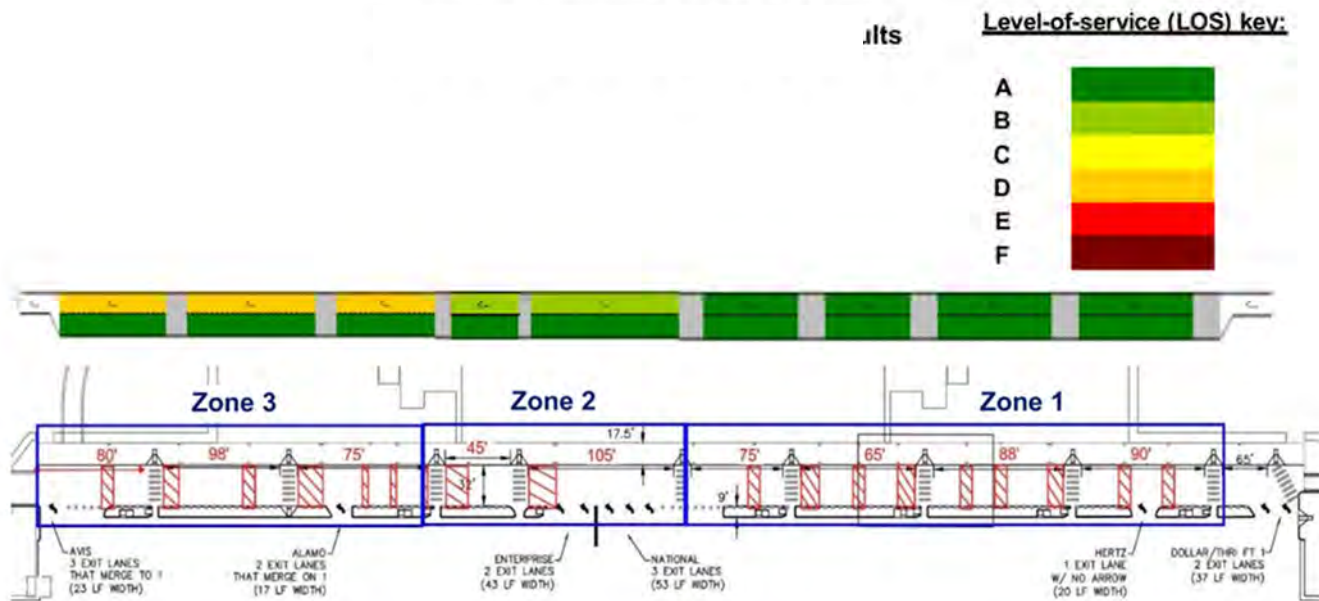 ults
Level-of-service (LOS) key:
A
B
C
D
E
F
Zone 3
Zone 2
Zone 1
17.5'
80'
98'
75'
45'
105'
75'
65'
88'
90'
65'
32'
9'
AVIS
3 EXIT LANES
THAT MERGE TO 1
(23 LF WIDTH)
ALAMO
2 EXIT LANES
THAT MERGE ON 1
(17 LF WIDTH)
ENTERPRISE
2 EXIT LANES
(43 LF WIDTH)
NATIONAL
3 EXIT LANES
(53 LF WIDTH)
HERTZ
1 EXIT LANE
W/ NO ARROW
(20 LF WIDTH)
DOLLAR/THRI FT 1
2 EXIT LANES
(37 LF WIDTH)